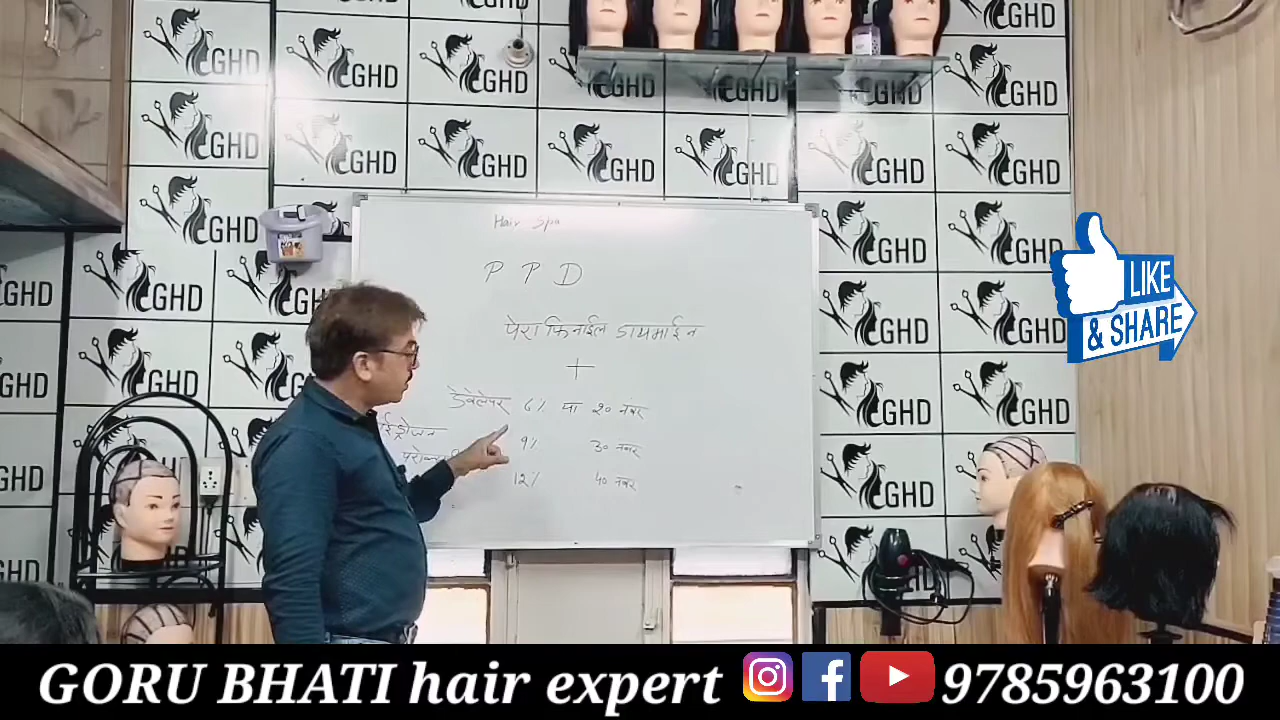 Hair Spa
P P D
पेरा फिनाईल डायमाईन
+
डेवेलेपर 6% या 20 नंबर
9% 30 नंबर
12% 40 नंबर
LIKE
& SHARE
GHD
GORU BHATI hair expert 9785963100